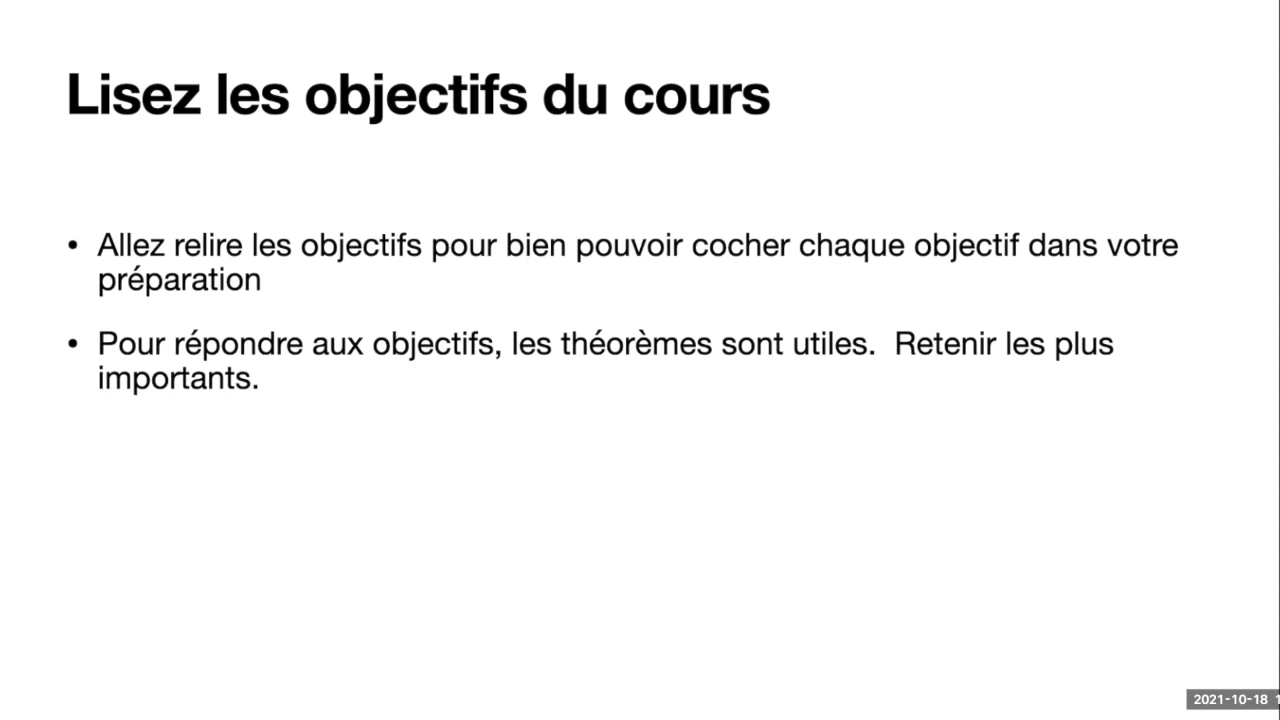 Lisez les objectifs du cours
• Allez relire les objectifs pour bien pouvoir cocher chaque objectif dans votre
préparation
• Pour répondre aux objectifs, les théorèmes sont utiles.  Retenir les plus
importants.
2021-10-18